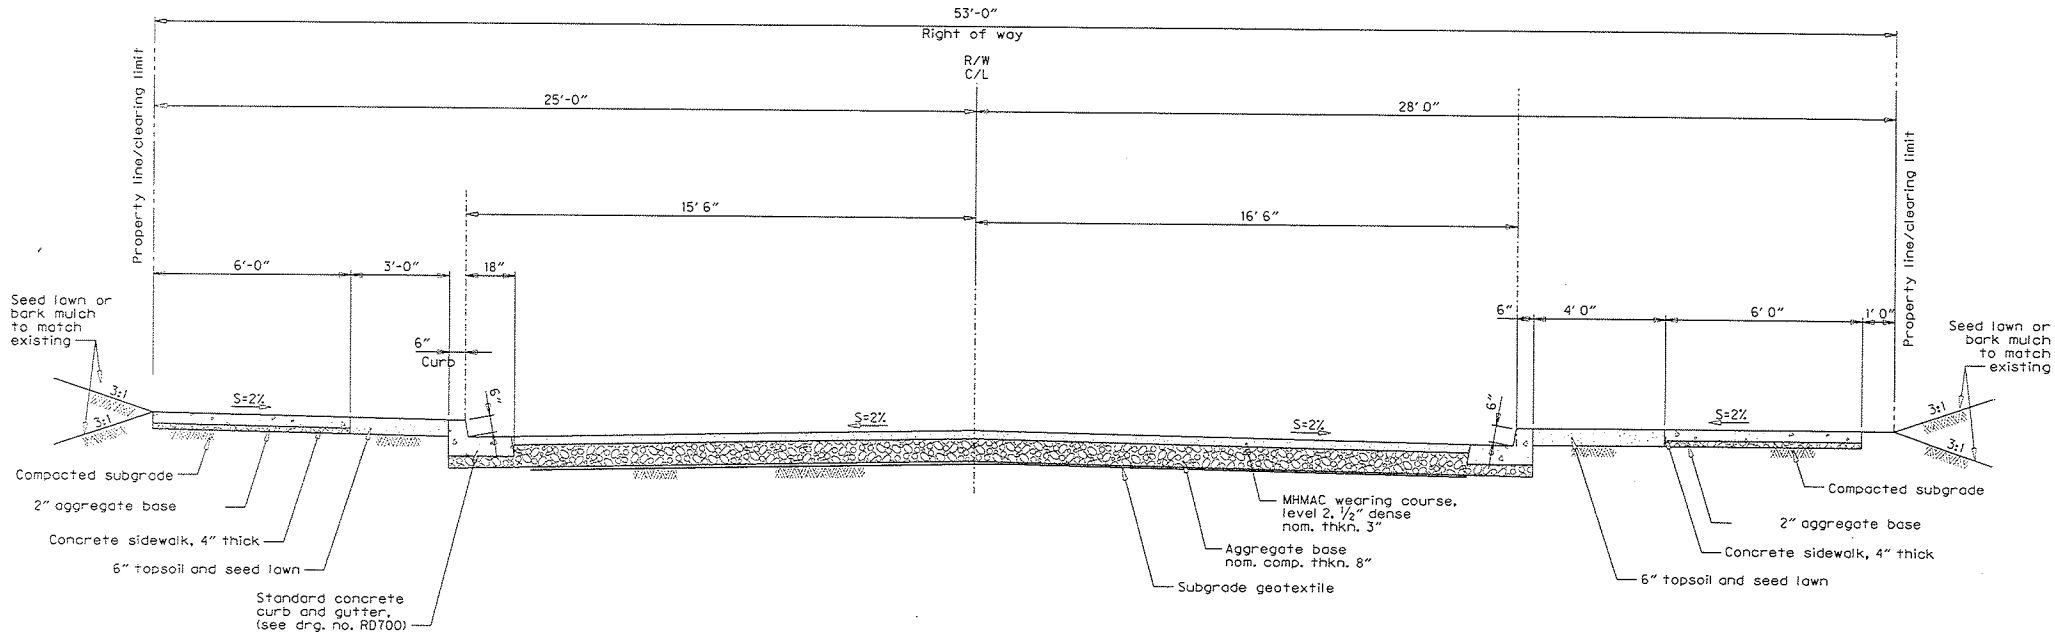 53'-0"
Right of way
R/W
C/L
Property line/clearing limit
25'-0"
28' 0"
Property line/clearing limit
15' 6"
16' 6"
6'-0"
3'-0"
18"
6"
4' 0"
6' 0"
1' 0"
Seed lawn or
bark mulch
to match
existing
Seed lawn or
bark mulch
to match
existing
6"
Curb
6"
6"
3:1
3:1
S=2%
S=2%
S=2%
S=2%
3:1
3:1
Compacted subgrade
2" aggregate base
Concrete sidewalk, 4" thick
6" topsoil and seed lawn
Standard concrete
curb and gutter,
(see drg. no. RD700)
MHMAC wearing course,
level 2, 1/2" dense
nom. thkn. 3"
Aggregate base
nom. comp. thkn. 8"
Subgrade geotextile
Compacted subgrade
2" aggregate base
Concrete sidewalk, 4" thick
6" topsoil and seed lawn